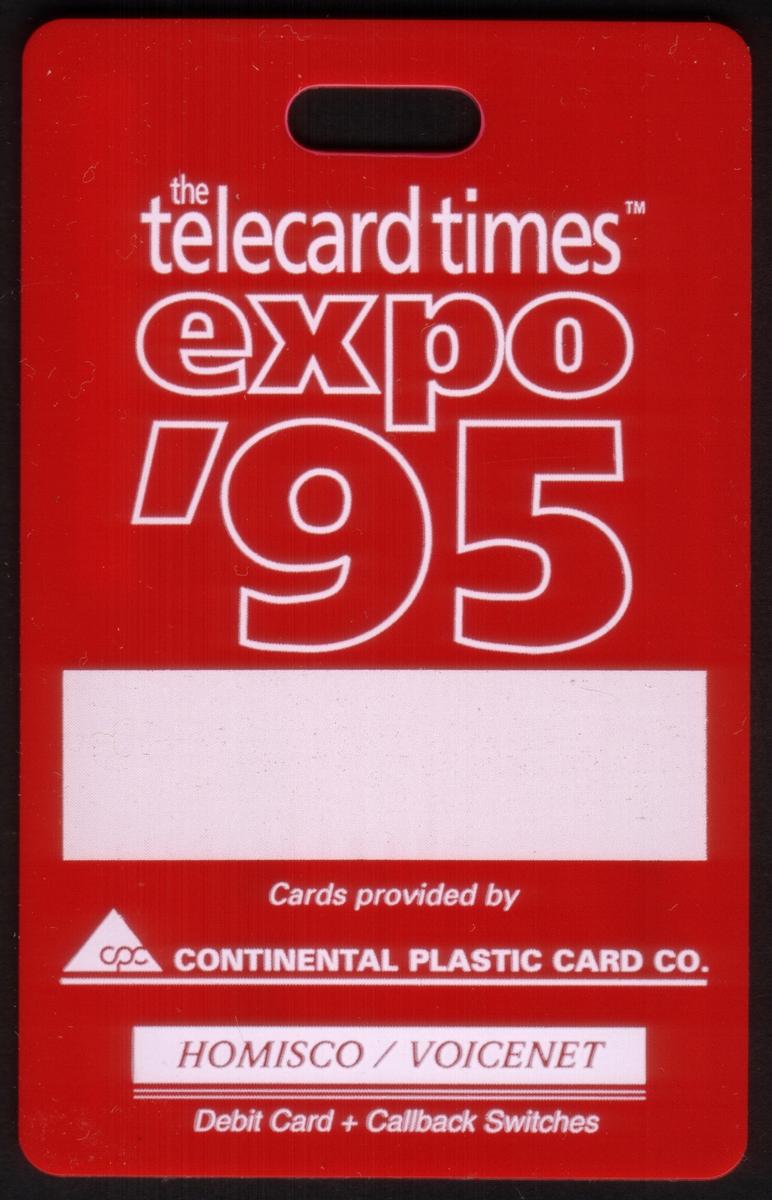 the
telecard times™
expo
'95
Cards provided by
cpc CONTINENTAL PLASTIC CARD CO.
HOMISCO / VOICENET
Debit Card + Callback Switches